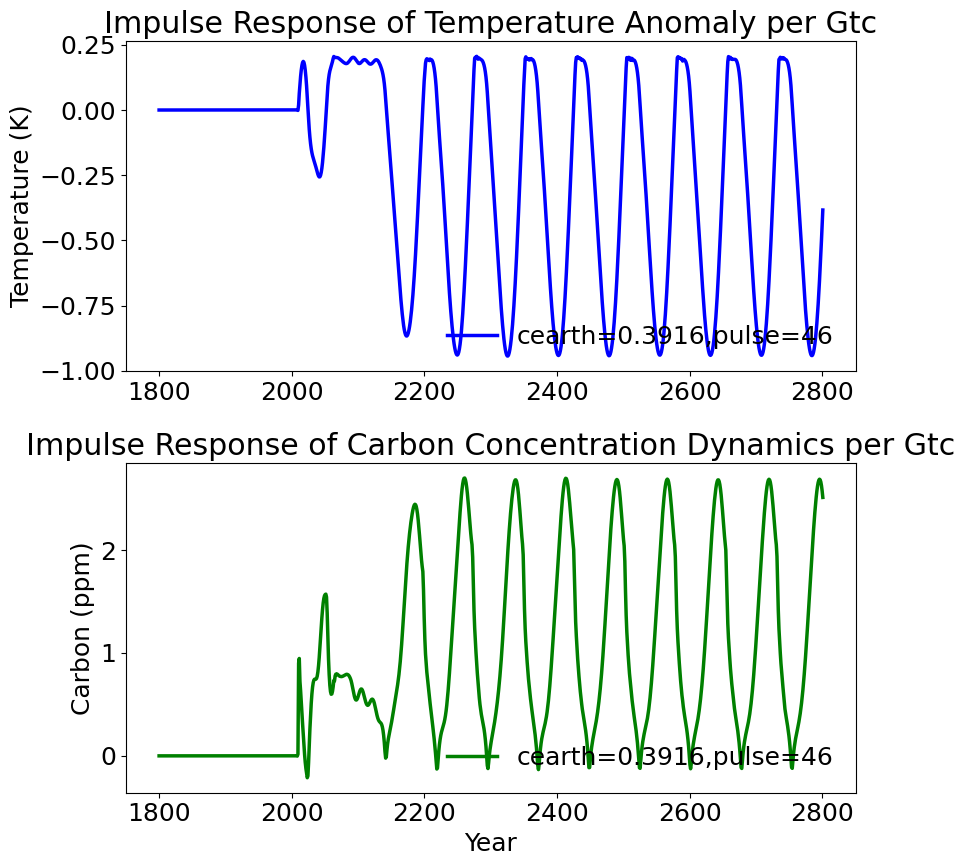 Impulse Response of Temperature Anomaly per Gtc
0.25
0.00
−0.25
−0.50
−0.75
−1.00
Temperature (K)
cearth=0.3916,pulse=46
1800 2000 2200 2400 2600 2800
Impulse Response of Carbon Concentration Dynamics per Gtc
2
1
0
Carbon (ppm)
cearth=0.3916,pulse=46
1800 2000 2200 2400 2600 2800
Year